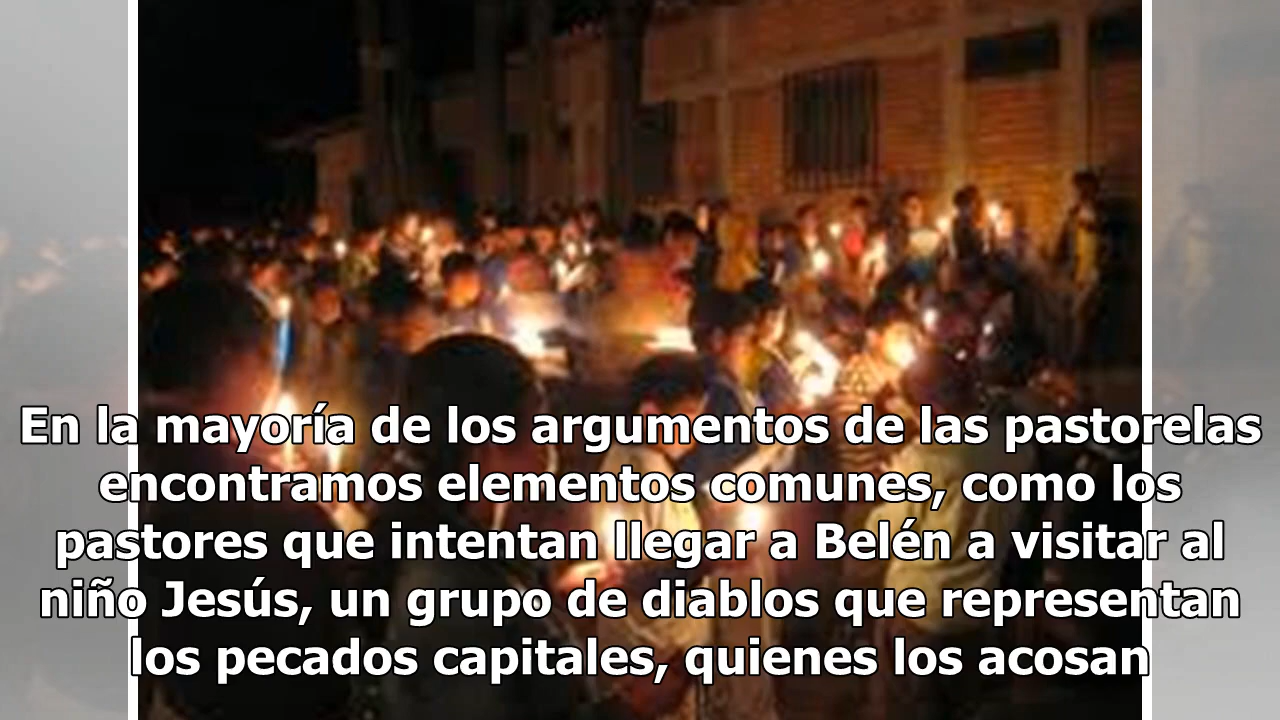 En la mayoría de los argumentos de las pastorelas
encontramos elementos comunes, como los
pastores que intentan llegar a Belén a visitar al
niño Jesús, un grupo de diablos que representan
los pecados capitales, quienes los acosan